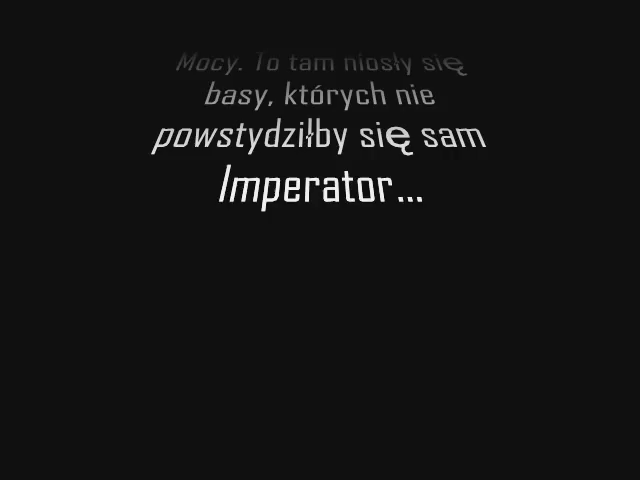 Mocy. To tam niosły się
basy, których nie
powstydziłby się sam
Imperator...